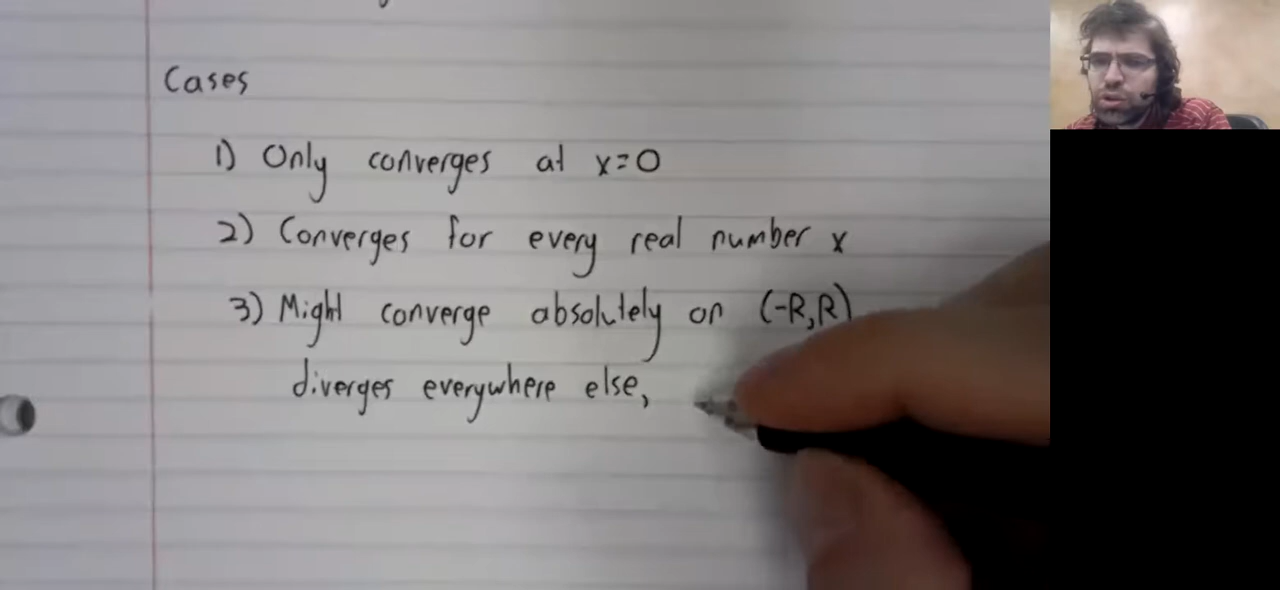 Cases
1) Only converges at x=0
2) Converges for every real number x
3) Might converge absolutely on (-R,R)
diverges everywhere else,